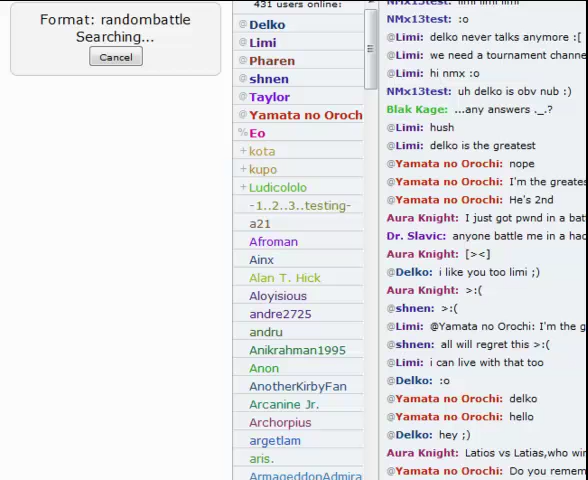 Format: randombattle
Searching...
Cancel
431 users online:
@Delko
@Limi
@Pharen
@shnen
@Taylor
@Yamata no Oroch
%Eo
+kota
+kupo
+Ludicololo
-1..2..3..testing-
a21
Afroman
Ainx
Alan T. Hick
Aloyisious
andre2725
andru
Anikrahman1995
Anon
AnotherKirbyFan
Arcanine Jr.
Archorpius
argetlam
aris.
ArmageddonAdmira
NMx13test: :o
@Limi: delko never talks anymore :[
@Limi: we need a tournament channe
@Limi: hi nmx :o
NMx13test: uh delko is obv nub :)
Blak Kage: ...any answers ._.?
@Limi: hush
@Limi: delko is the greatest
@Yamata no Orochi: nope
@Yamata no Orochi: I'm the greates
@Yamata no Orochi: He's 2nd
Aura Knight: I just got pwnd in a bat
Dr. Slavic: anyone battle me in a hac
Aura Knight: [><]
@Delko: i like you too limi ;)
Aura Knight: >:(
@shnen: >:(
@Limi: @Yamata no Orochi: I'm the g
@shnen: all will regret this >:(
@Limi: i can live with that too
@Delko: :o
@Yamata no Orochi: delko
@Yamata no Orochi: hello
@Delko: hey ;)
Aura Knight: Latios vs Latias,who win
@Yamata no Orochi: Do you remem